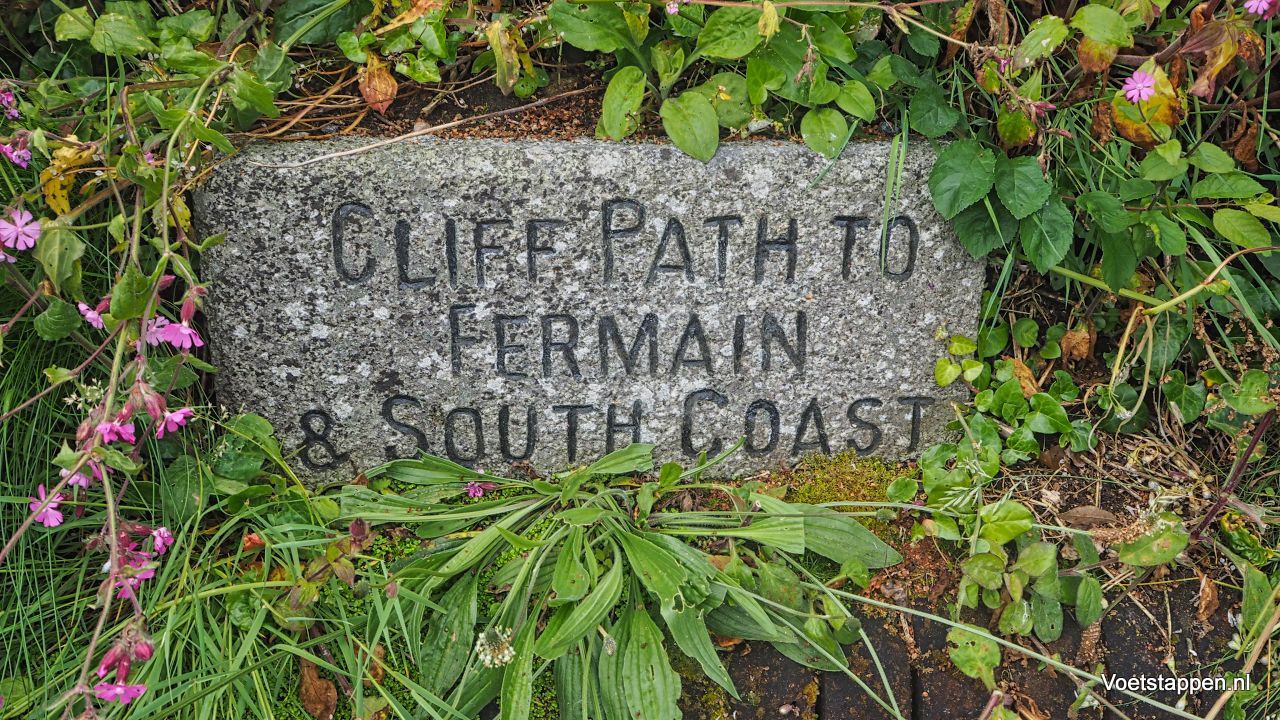 CLIFF PATH TO
FERMAIN
& SOUTH COAST
Voetstappen.nl